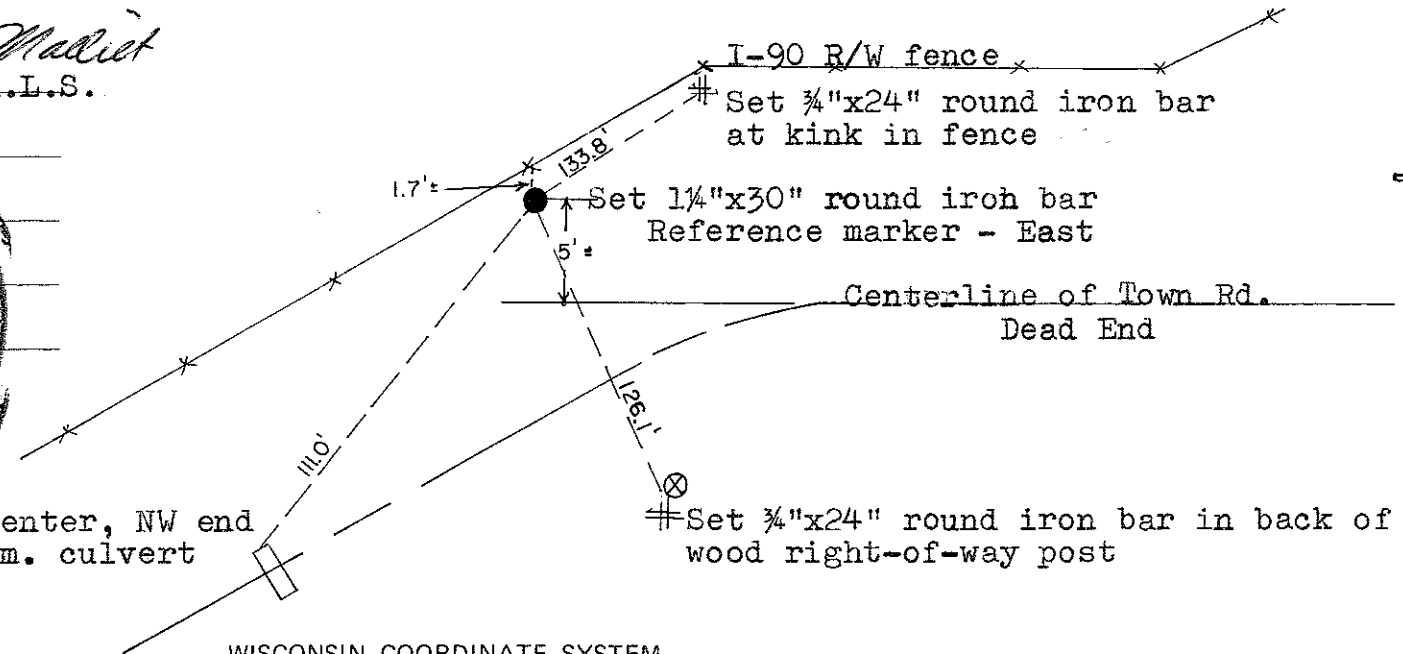 .L.S.
I-90 R/W fence
Set ¾"x24" round iron bar
at kink in fence
133.8'
1.7'±
Set 1¼"x30" round iron bar
Reference marker - East
5'±
Centerline of Town Rd.
Dead End
126.1'
111.0'
enter, NW end
m. culvert
Set ¾"x24" round iron bar in back of
wood right-of-way post
WISCONSIN COORDINATE SYSTEM